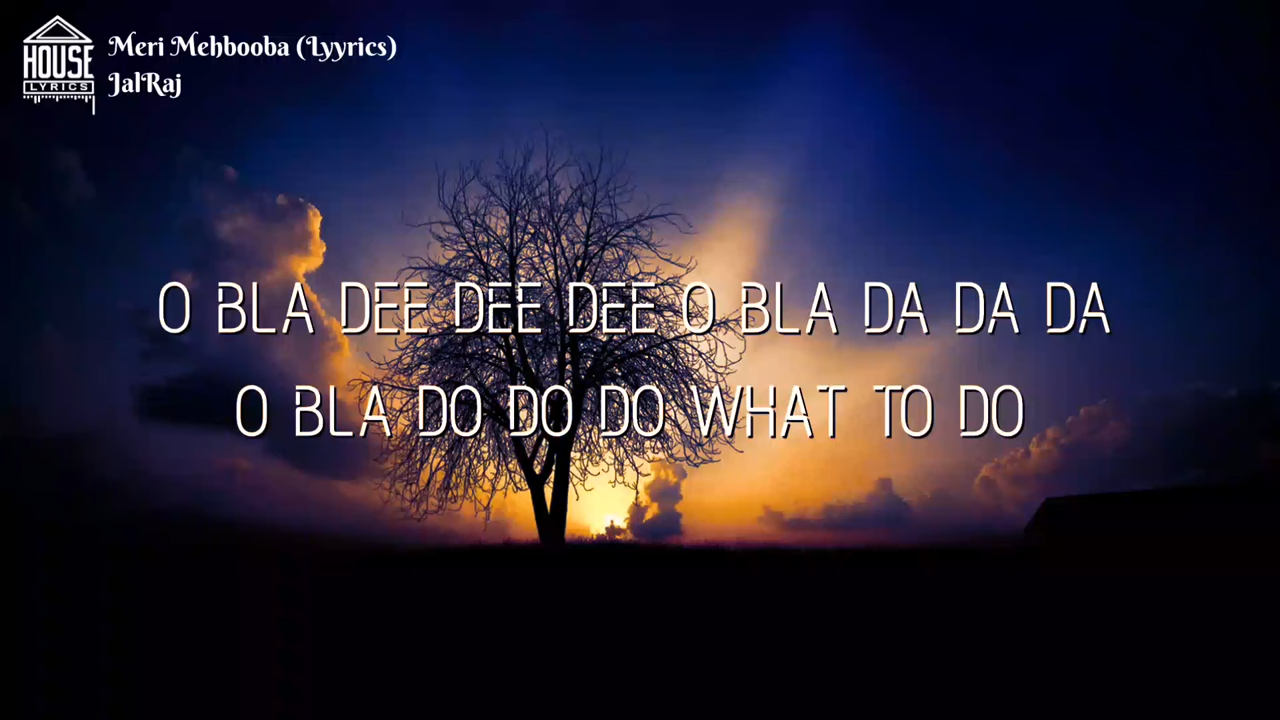 HOUSE
LYRICS
Meri Mehbooba (Lyyrics)
JalRaj
O BLA DEE DEE DEE O BLA DA DA DA
O BLA DO DO DO WHAT TO DO